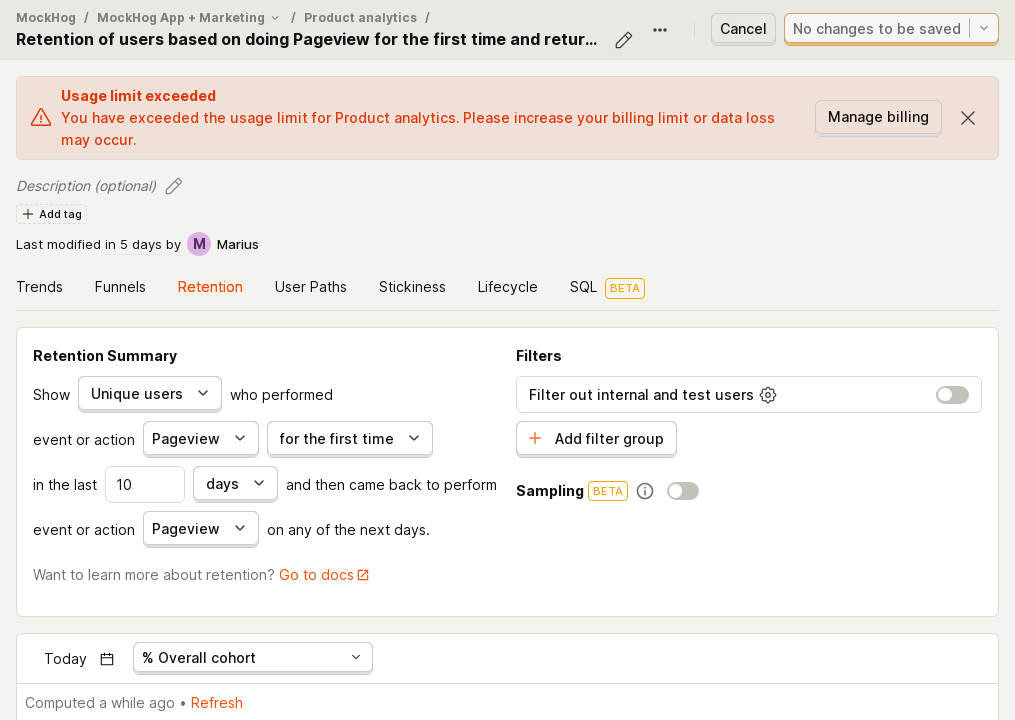 MockHog / MockHog App + Marketing / Product analytics /
Retention of users based on doing Pageview for the first time and retur...
Cancel
No changes to be saved
Usage limit exceeded
You have exceeded the usage limit for Product analytics. Please increase your billing limit or data loss
may occur.
Manage billing
Description (optional)
Add tag
Last modified in 5 days by M Marius
Trends Funnels Retention User Paths Stickiness Lifecycle SQL BETA
Retention Summary
Show Unique users who performed
event or action Pageview for the first time
in the last 10 days and then came back to perform
event or action Pageview on any of the next days.
Want to learn more about retention? Go to docs
Filters
Filter out internal and test users
Add filter group
Sampling BETA
Today % Overall cohort
Computed a while ago • Refresh